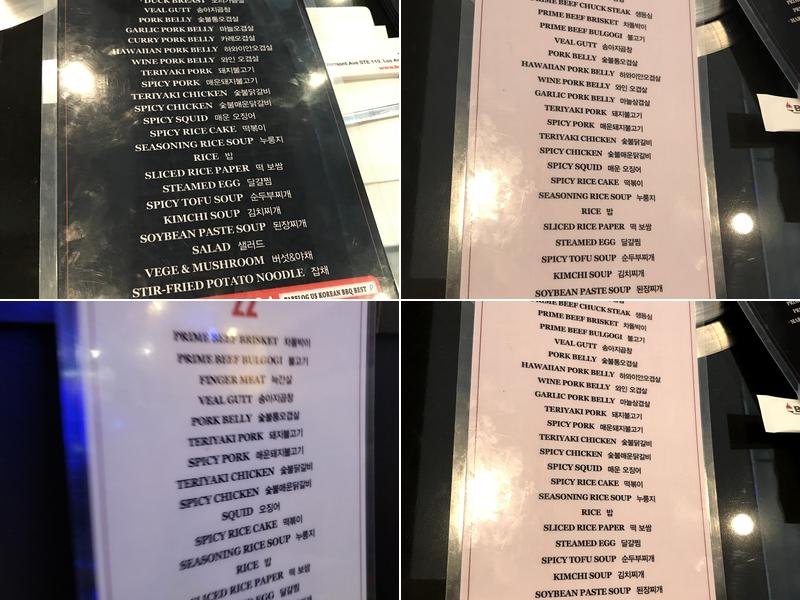 DUCK BREAST 오리가슴살
VEAL GUTT 송아지곱창
PORK BELLY 숯불통오겹살
GARLIC PORK BELLY 마늘오겹살
CURRY PORK BELLY 카레오겹살
HAWAIIAN PORK BELLY 하와이안오겹살
WINE PORK BELLY 와인 오겹살
TERIYAKI PORK 돼지불고기
SPICY PORK 매운돼지불고기
TERIYAKI CHICKEN 숯불닭갈비
SPICY CHICKEN 숯불매운닭갈비
SPICY SQUID 매운 오징어
SPICY RICE CAKE 떡볶이
SEASONING RICE SOUP 누룽지
RICE 밥
SLICED RICE PAPER 떡 보쌈
STEAMED EGG 달걀찜
SPICY TOFU SOUP 순두부찌개
KIMCHI SOUP 김치찌개
SOYBEAN PASTE SOUP 된장찌개
SALAD 샐러드
VEGE & MUSHROOM 버섯&야채
STIR-FRIED POTATO NOODLE 잡채
US KOREAN BBQ BEST
Ave STE 110, Los
PRIME BEEF CHUCK STEAK 생등심
PRIME BEEF BRISKET 차돌박이
PRIME BEEF BULGOGI 불고기
VEAL GUTT 송아지곱창
PORK BELLY 숯불통오겹살
HAWAIIAN PORK BELLY 하와이안오겹살
WINE PORK BELLY 와인 오겹살
GARLIC PORK BELLY 마늘삼겹살
TERIYAKI PORK 돼지불고기
SPICY PORK 매운돼지불고기
TERIYAKI CHICKEN 숯불닭갈비
SPICY CHICKEN 숯불매운닭갈비
SPICY SQUID 매운 오징어
SPICY RICE CAKE 떡볶이
SEASONING RICE SOUP 누룽지
RICE 밥
SLICED RICE PAPER 떡 보쌈
STEAMED EGG 달걀찜
SPICY TOFU SOUP 순두부찌개
KIMCHI SOUP 김치찌개
SOYBEAN PASTE SOUP 된장찌개
PRIME BEEF BRISKET 차돌박이
PRIME BEEF BULGOGI 불고기
FINGER MEAT 늑간살
VEAL GUTT 송아지곱창
PORK BELLY 숯불통오겹살
TERIYAKI PORK 돼지불고기
SPICY PORK 매운돼지불고기
TERIYAKI CHICKEN 숯불닭갈비
SPICY CHICKEN 숯불매운닭갈비
SQUID 오징어
SPICY RICE CAKE 떡볶이
SEASONING RICE SOUP 누룽지
RICE 밥
SLICED RICE PAPER 떡 보쌈
EGG 달걀찜
PRIME BEEF CHUCK STEAK 생등심
PRIME BEEF BRISKET 차돌박이
PRIME BEEF BULGOGI 불고기
VEAL GUTT 송아지곱창
PORK BELLY 숯불통오겹살
HAWAIIAN PORK BELLY 하와이안오겹살
WINE PORK BELLY 와인 오겹살
GARLIC PORK BELLY 마늘삼겹살
TERIYAKI PORK 돼지불고기
SPICY PORK 매운돼지불고기
TERIYAKI CHICKEN 숯불닭갈비
SPICY CHICKEN 숯불매운닭갈비
SPICY SQUID 매운 오징어
SPICY RICE CAKE 떡볶이
SEASONING RICE SOUP 누룽지
RICE 밥
SLICED RICE PAPER 떡 보쌈
STEAMED EGG 달걀찜
SPICY TOFU SOUP 순두부찌개
KIMCHI SOUP 김치찌개
SOYBEAN PASTE SOUP 된장찌개